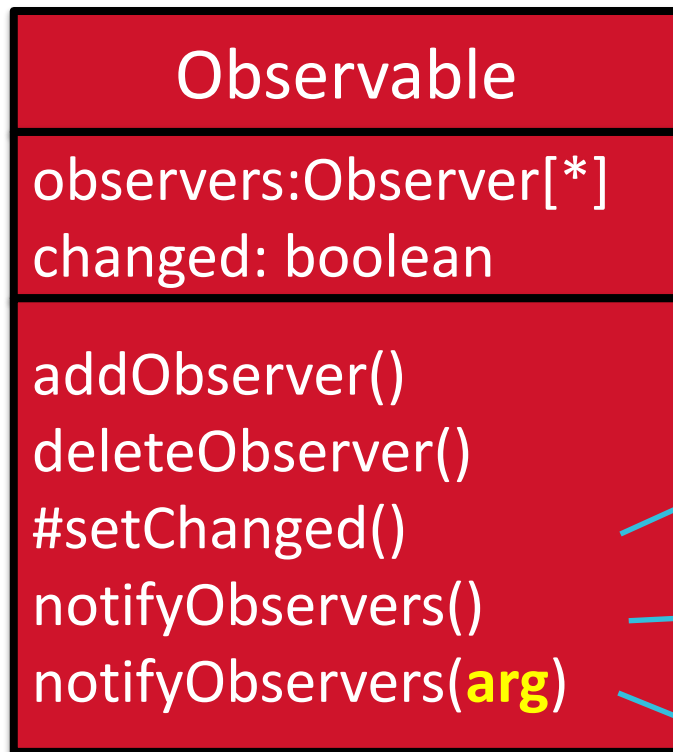 Observable
observers:Observer[*]
changed: boolean
addObserver()
deleteObserver()
#setChanged()
notifyObservers()
notifyObservers(arg)